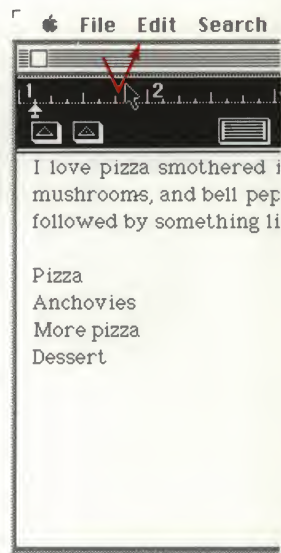 File Edit Search
1 2
I love pizza smothered i
mushrooms, and bell pep
followed by something li
Pizza
Anchovies
More pizza
Dessert